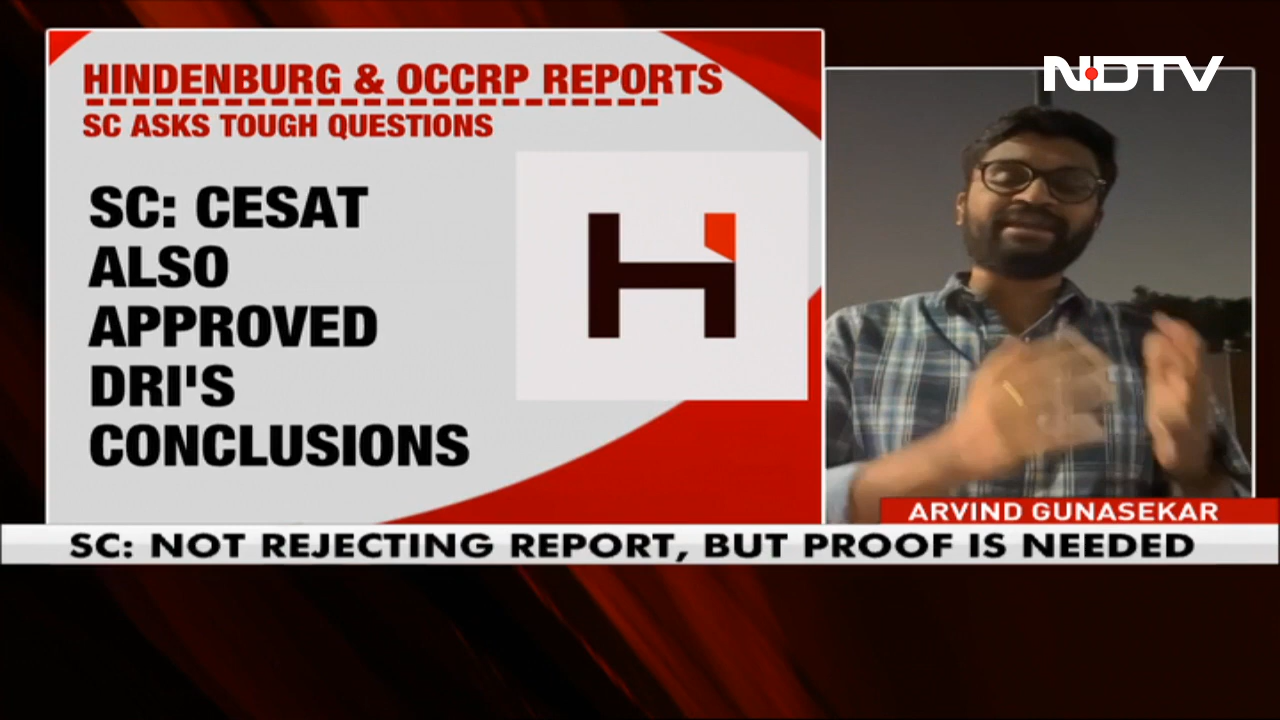 HINDENBURG & OCCRP REPORTS
SC ASKS TOUGH QUESTIONS
SC: CESAT
ALSO
APPROVED
DRI'S
CONCLUSIONS
H
NDTV
ARVIND GUNASEKAR
SC: NOT REJECTING REPORT, BUT PROOF IS NEEDED